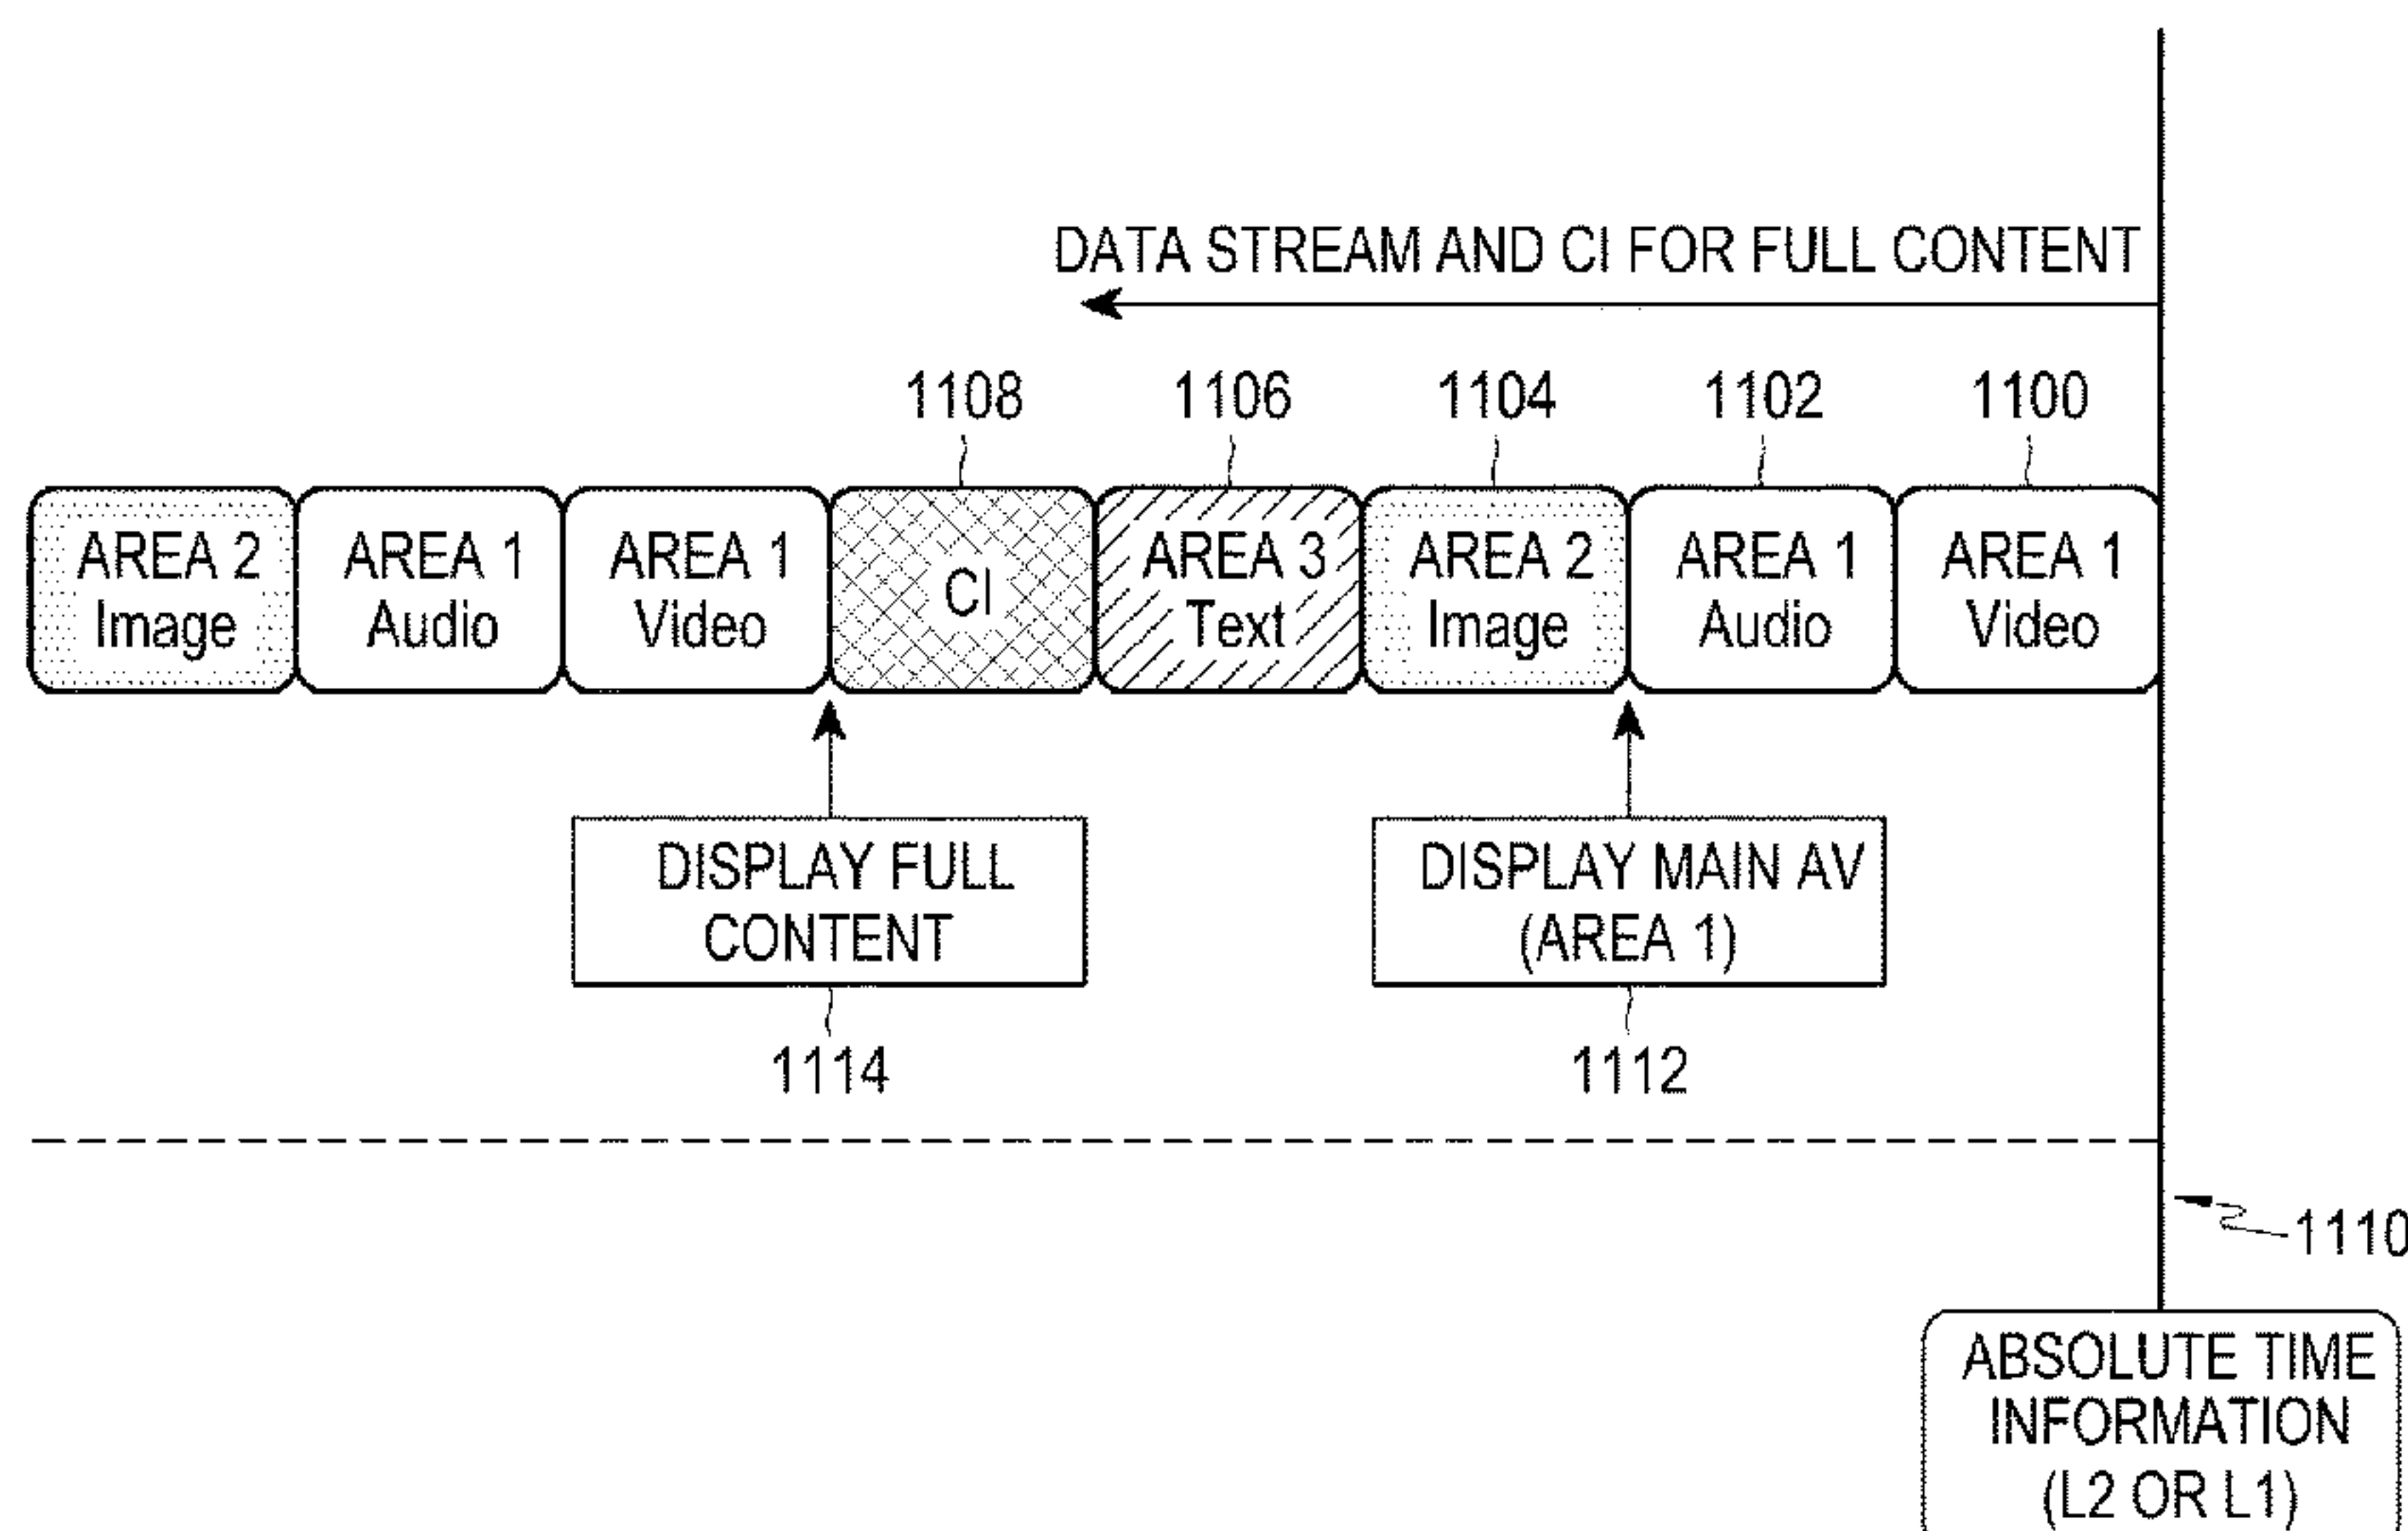 DATA STREAM AND CI FOR FULL CONTENT
1108 1106 1104 1102 1100
AREA 2 AREA 1 AREA 1 CI AREA 3 AREA 2 AREA 1 AREA 1
Image Audio Video Text Image Audio Video
DISPLAY FULL
CONTENT
1114
DISPLAY MAIN AV
(AREA 1)
1112
1110
ABSOLUTE TIME
INFORMATION
(L2 OR L1)